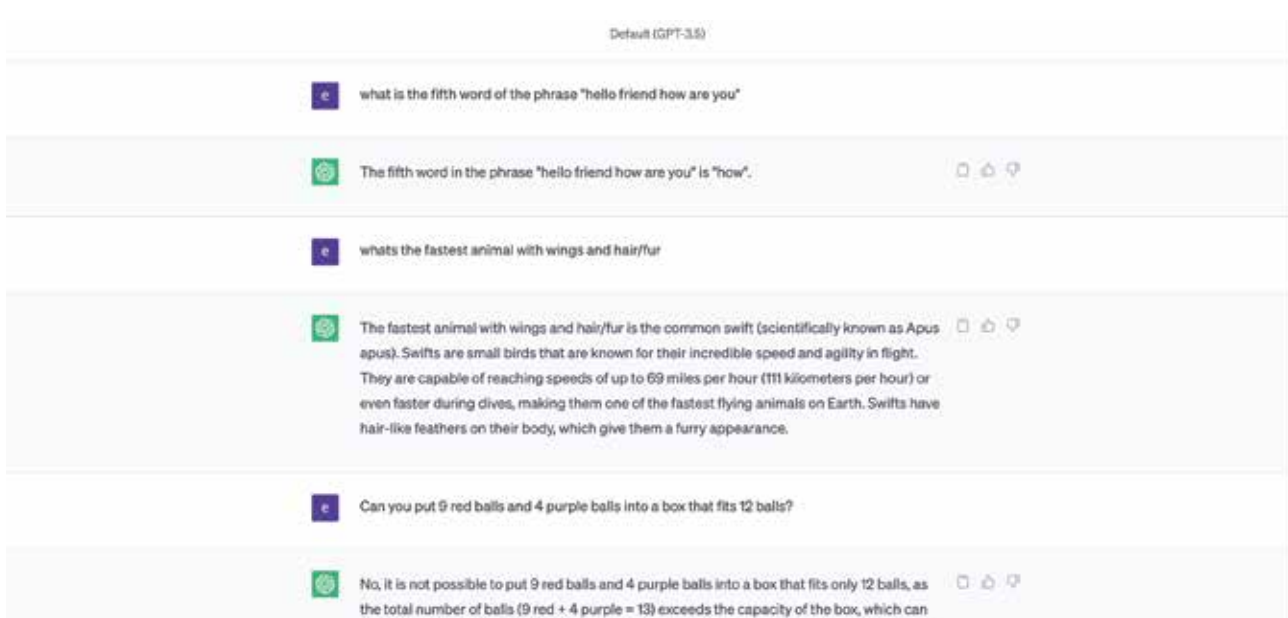 Default (GPT-3.5)
e
what is the fifth word of the phrase "hello friend how are you"
The fifth word in the phrase "hello friend how are you" is "how".
e
whats the fastest animal with wings and hair/fur
The fastest animal with wings and hair/fur is the common swift (scientifically known as Apus
apus). Swifts are small birds that are known for their incredible speed and agility in flight.
They are capable of reaching speeds of up to 69 miles per hour (111 kilometers per hour) or
even faster during dives, making them one of the fastest flying animals on Earth. Swifts have
hair-like feathers on their body, which give them a furry appearance.
e
Can you put 9 red balls and 4 purple balls into a box that fits 12 balls?
No, it is not possible to put 9 red balls and 4 purple balls into a box that fits only 12 balls, as
the total number of balls (9 red + 4 purple = 13) exceeds the capacity of the box, which can